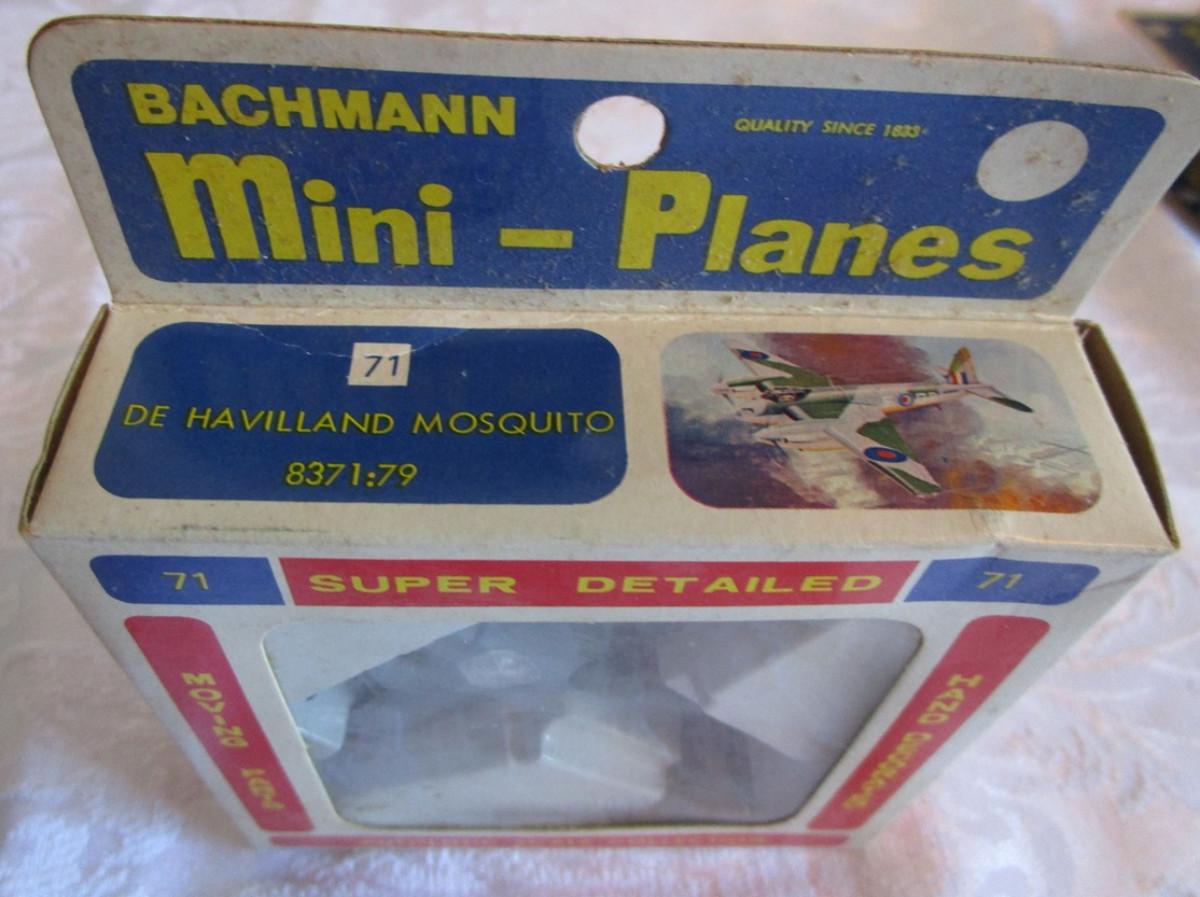 BACHMANN
QUALITY SINCE 1833
Mini - Planes
71
DE HAVILLAND MOSQUITO
8371:79
71 SUPER DETAILED 71
MOVING
HAND